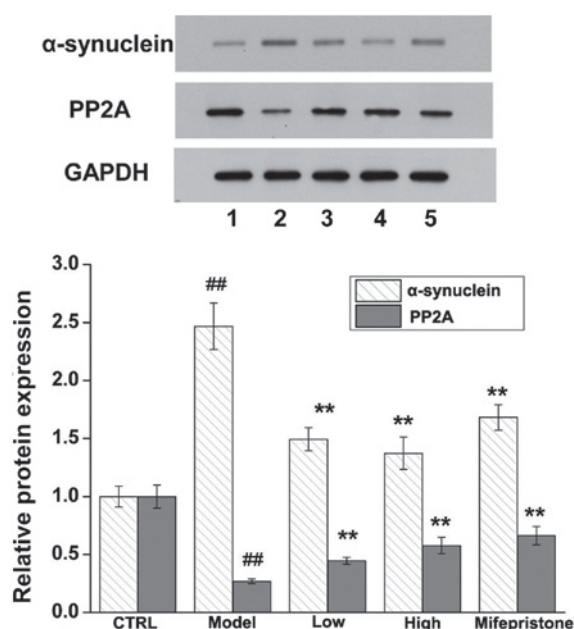 α-synuclein
PP2A
GAPDH
1 2 3 4 5
Relative protein expression
3.0
2.5
2.0
1.5
1.0
0.5
0.0
α-synuclein
PP2A
##
##
**
**
**
**
**
**
CTRL Model Low High Mifepristone